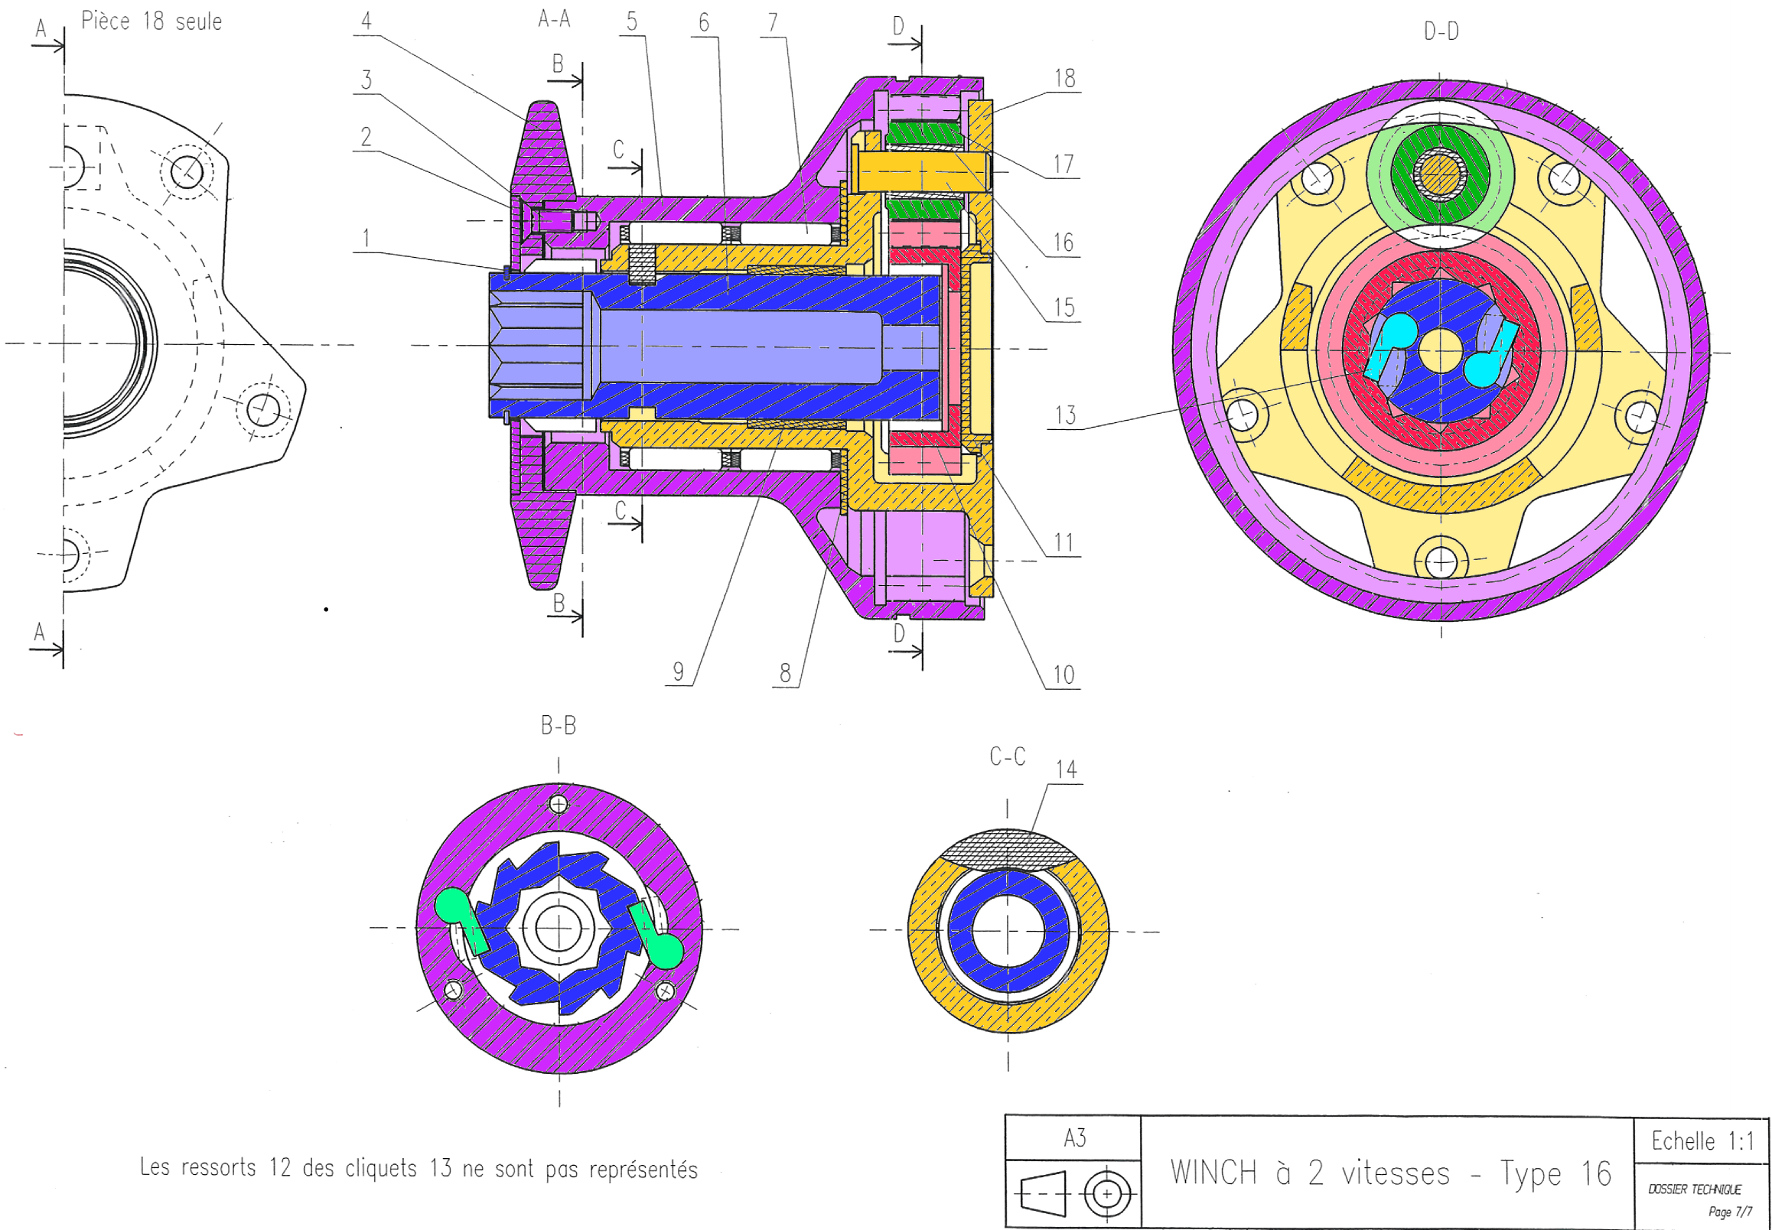 A
Pièce 18 seule
4
A-A
5
6
7
D
D-D
B
3
18
2
C
17
1
16
15
13
C
11
B
A
D
9
8
10
B-B
C-C
14
Les ressorts 12 des cliquets 13 ne sont pas représentés
A3
WINCH à 2 vitesses - Type 16
Echelle 1:1
DOSSIER TECHNIQUE
Page 7/7